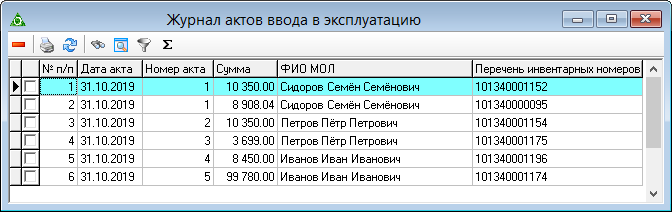 Журнал актов ввода в эксплуатацию
Σ
№ п/п Дата акта Номер акта Сумма ФИО МОЛ Перечень инвентарных номеров
1 31.10.2019 1 10 350.00 Сидоров Семён Семёнович 101340001152
2 31.10.2019 1 8 908.04 Сидоров Семён Семёнович 101340000095
3 31.10.2019 2 10 350.00 Петров Пётр Петрович 101340001154
4 31.10.2019 3 3 699.00 Петров Пётр Петрович 101340001175
5 31.10.2019 4 8 450.00 Иванов Иван Иванович 101340001196
6 31.10.2019 5 99 780.00 Иванов Иван Иванович 101340001174